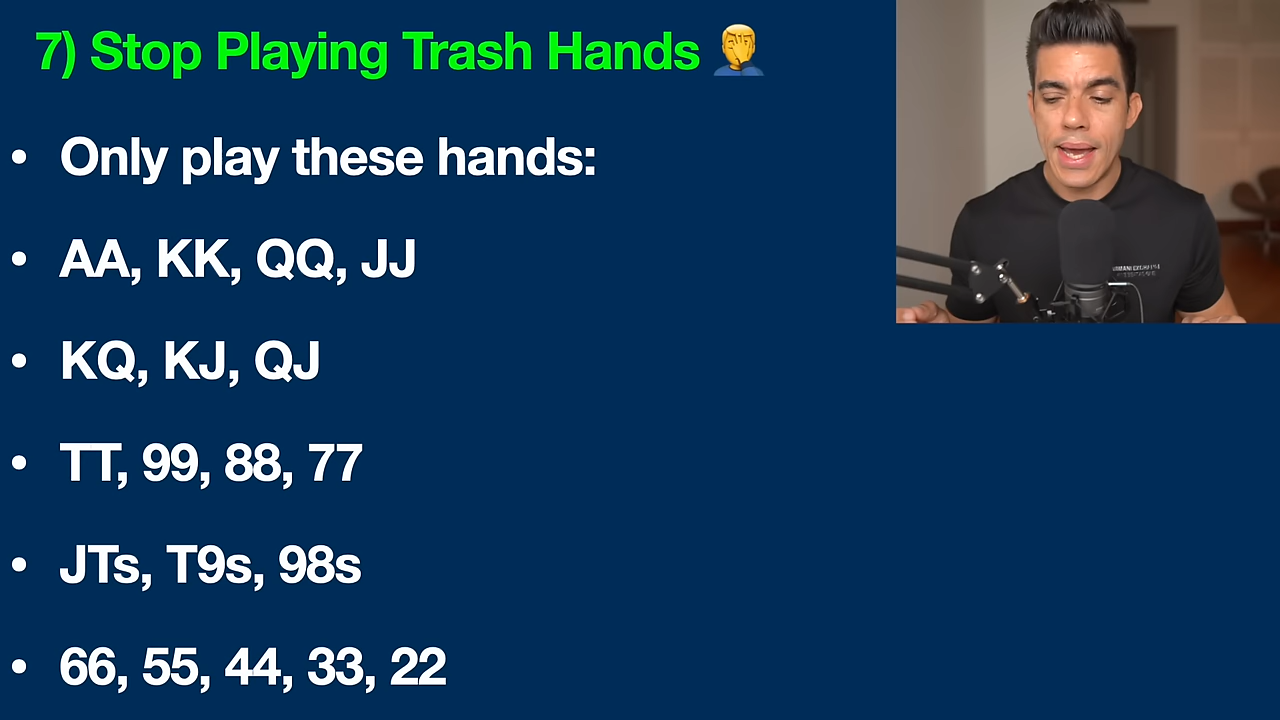 7) Stop Playing Trash Hands 🤦‍♂️
• Only play these hands:
• AA, KK, QQ, JJ
• KQ, KJ, QJ
• TT, 99, 88, 77
• JTs, T9s, 98s
• 66, 55, 44, 33, 22